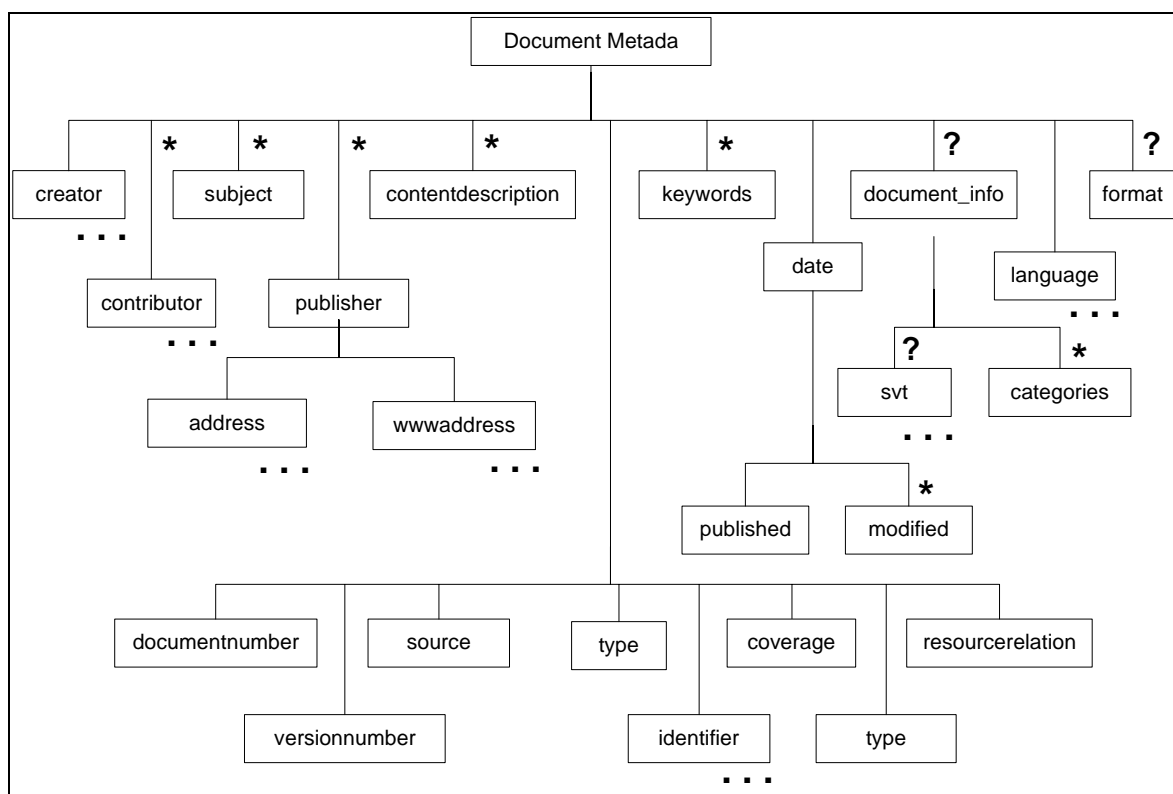 Document Metada
* * * * * ? ?
creator subject contentdescription keywords document_info format
. . .
date
contributor publisher language
. . . . . .
? *
svt categories
address wwwaddress
. . . . . . . . .
*
published modified
documentnumber source type coverage resourcerelation
versionnumber identifier type
. . .